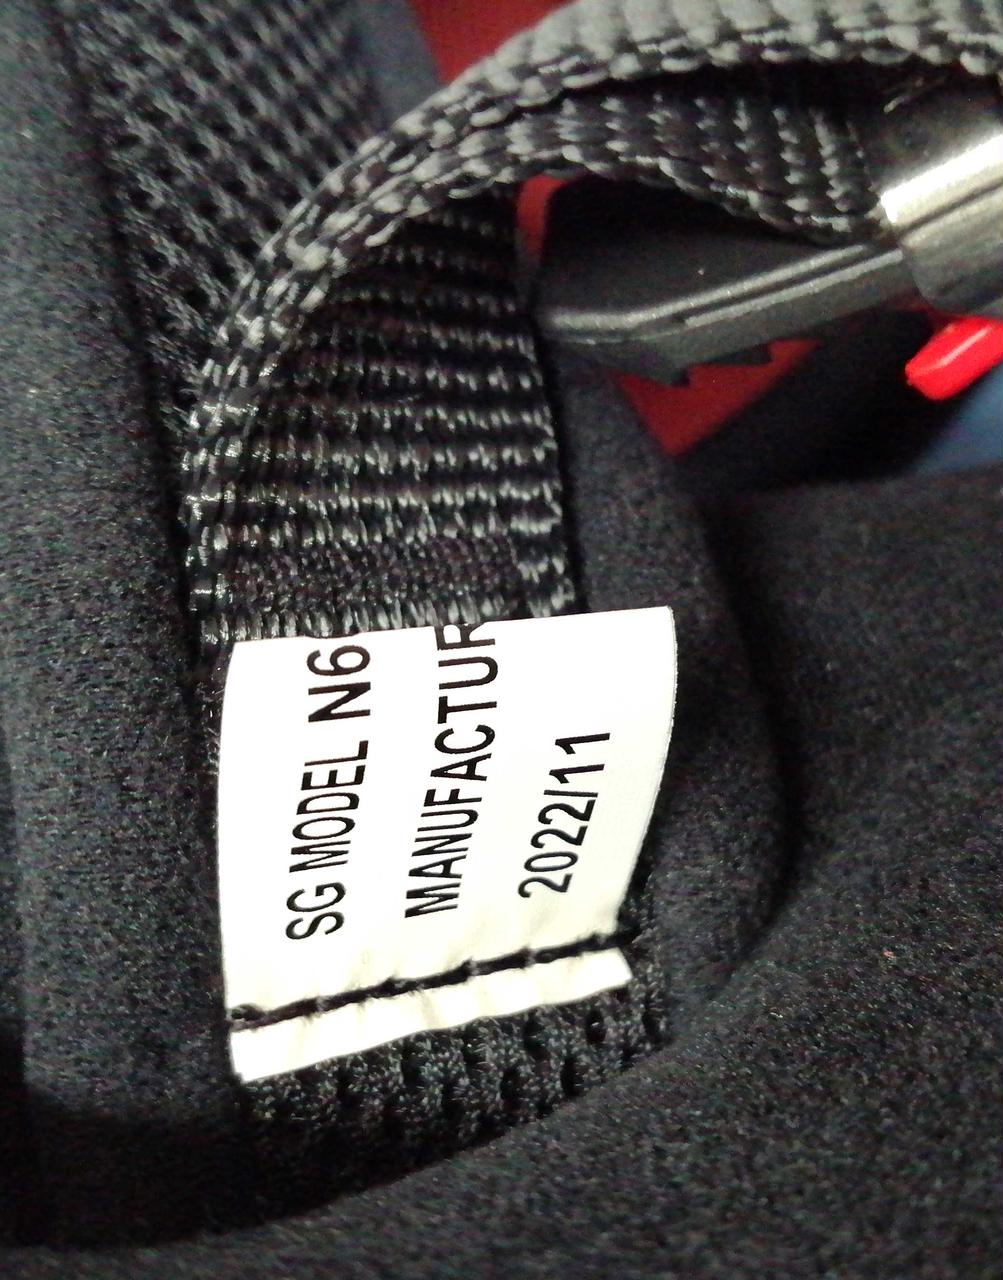 SG MODEL N6
MANUFACTUR
2022/11